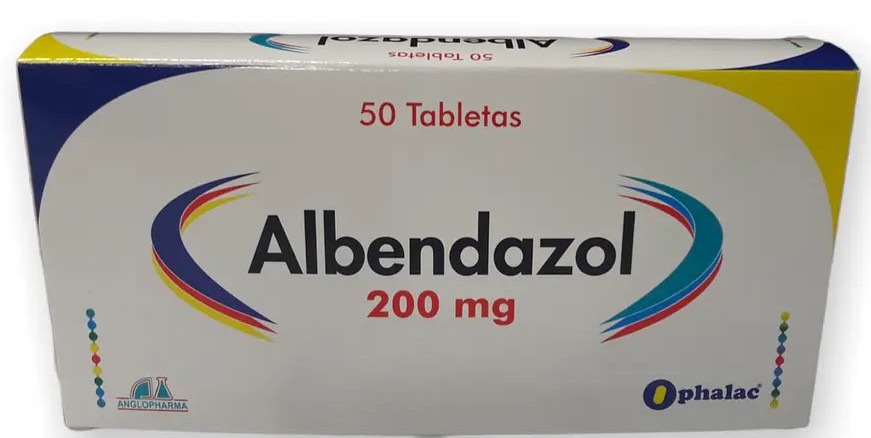 Albendazol
50 Tabletas
50 Tabletas
Albendazol
200 mg
ANGLOPHARMA
Ophalac